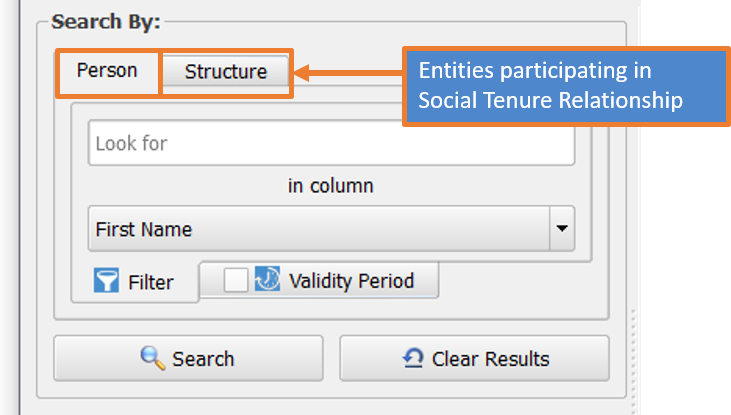 Search By:
Person
Structure
Entities participating in
Social Tenure Relationship
Look for
in column
First Name
Filter
Validity Period
Search
Clear Results